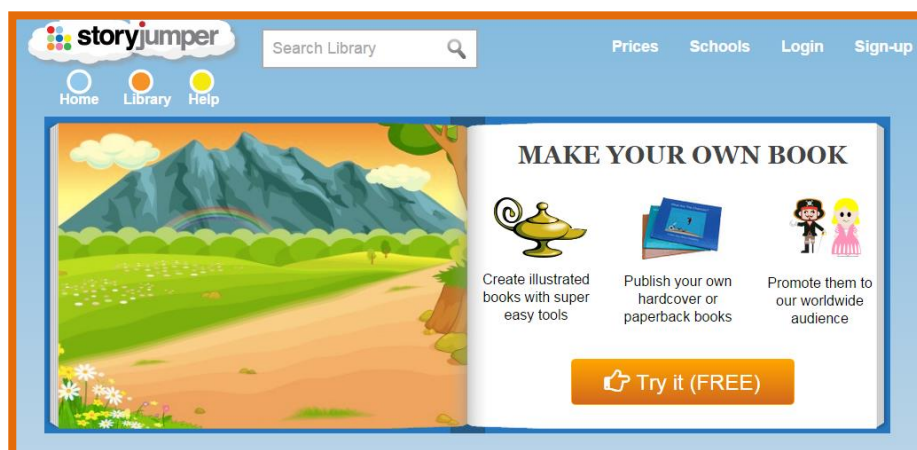 storyjumper
Search Library
Prices Schools Login Sign-up
Home Library Help
MAKE YOUR OWN BOOK
Create illustrated
books with super
easy tools
Publish your own
hardcover or
paperback books
Promote them to
our worldwide
audience
Try it (FREE)